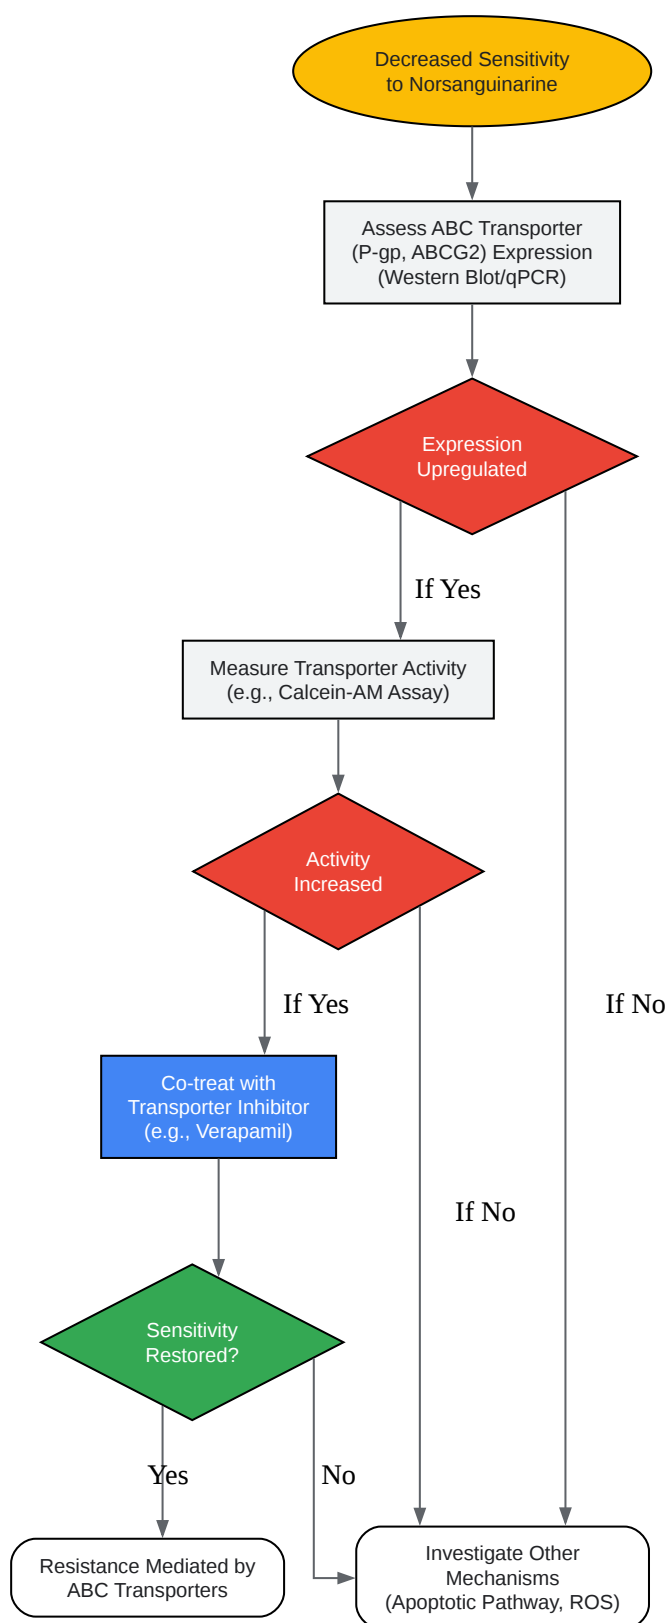 Decreased Sensitivity
to Norsanguinarine
Assess ABC Transporter
(P-gp, ABCG2) Expression
(Western Blot/qPCR)
Expression
Upregulated
If Yes
Measure Transporter Activity
(e.g., Calcein-AM Assay)
Activity
Increased
If Yes
If No
Co-treat with
Transporter Inhibitor
(e.g., Verapamil)
If No
Sensitivity
Restored?
Yes
No
Resistance Mediated by
ABC Transporters
Investigate Other
Mechanisms
(Apoptotic Pathway, ROS)